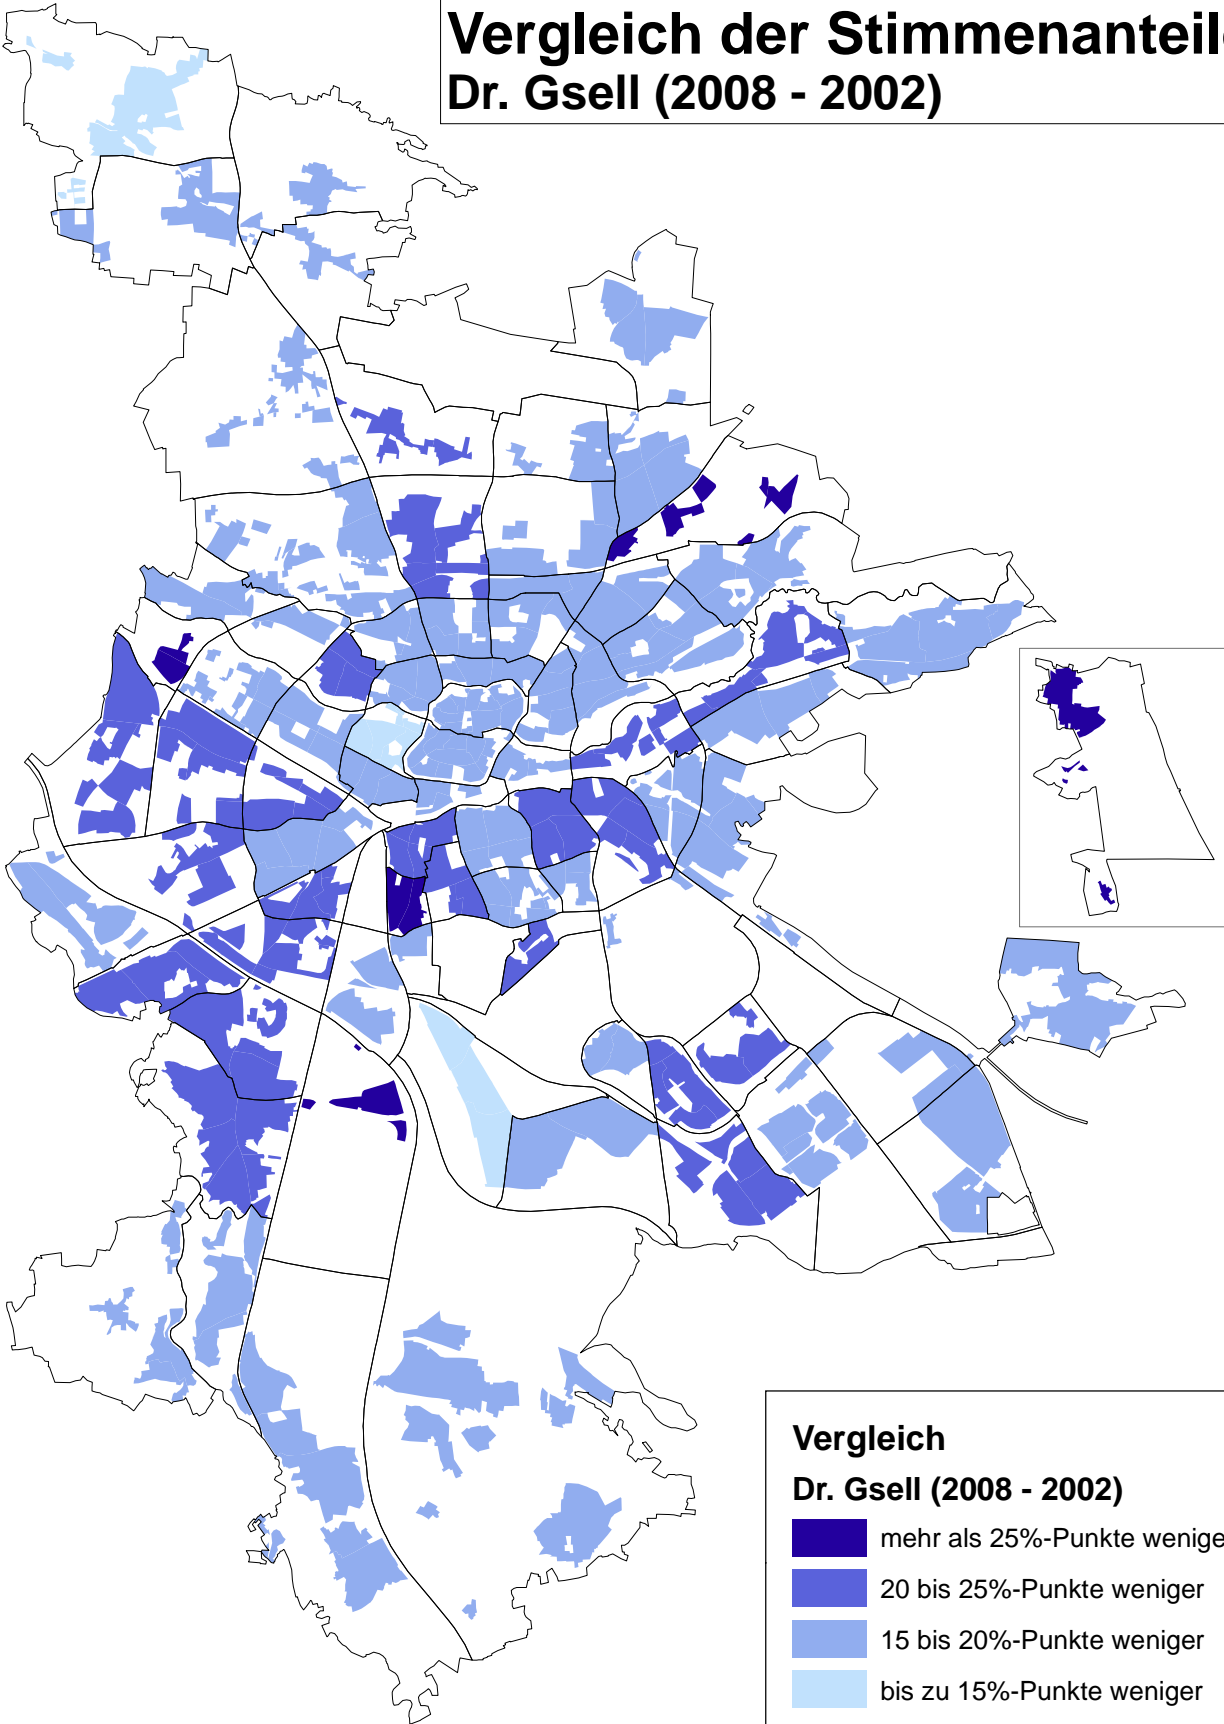 Vergleich der Stimmenanteile
Dr. Gsell (2008 - 2002)
Vergleich
Dr. Gsell (2008 - 2002)
mehr als 25%-Punkte wenige
20 bis 25%-Punkte weniger
15 bis 20%-Punkte weniger
bis zu 15%-Punkte weniger